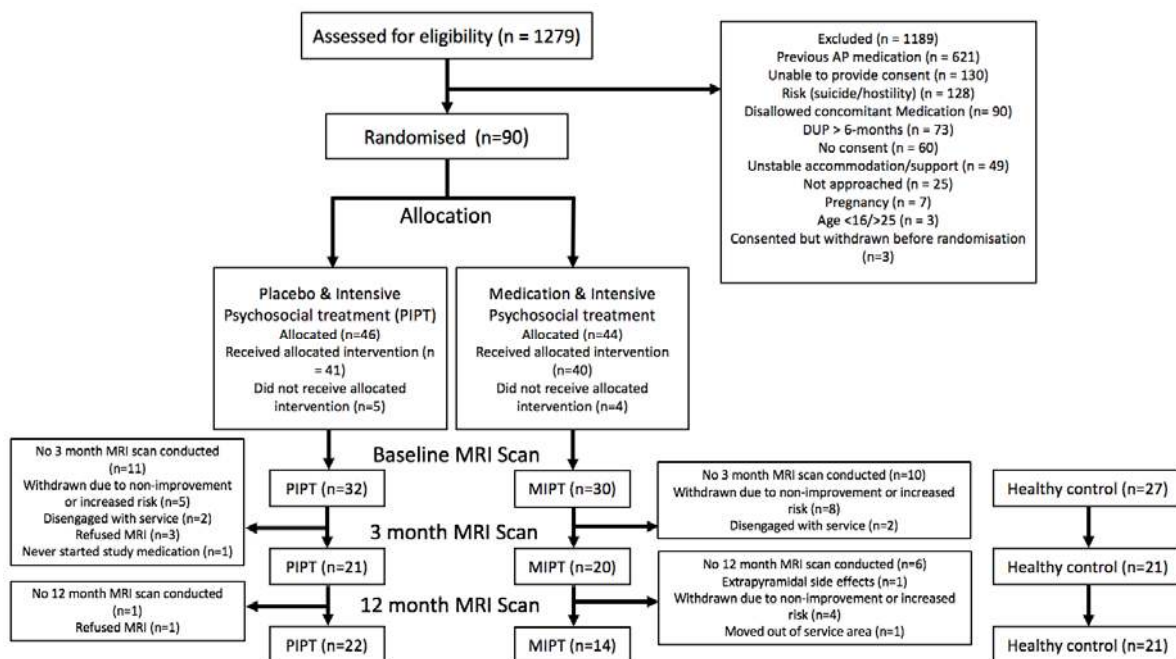 Assessed for eligibility (n = 1279)
Excluded (n = 1189)
Previous AP medication (n = 621)
Unable to provide consent (n = 130)
Risk (suicide/hostility) (n = 128)
Disallowed concomitant Medication (n= 90)
DUP > 6-months (n = 73)
No consent (n = 60)
Unstable accommodation/support (n = 49)
Not approached (n = 25)
Pregnancy (n = 7)
Age <16/>25 (n = 3)
Consented but withdrawn before randomisation
(n=3)
Randomised (n=90)
Allocation
Placebo & Intensive
Psychosocial treatment (PIPT)
Allocated (n=46)
Received allocated intervention (n
= 41)
Did not receive allocated
intervention (n=5)
Medication & Intensive
Psychosocial treatment
Allocated (n=44)
Received allocated intervention
(n=40)
Did not receive allocated
intervention (n=4)
Baseline MRI Scan
PIPT (n=32)
MIPT (n=30)
Healthy control (n=27)
No 3 month MRI scan conducted
(n=11)
Withdrawn due to non-improvement
or increased risk (n=5)
Disengaged with service (n=2)
Refused MRI (n=3)
Never started study medication (n=1)
No 3 month MRI scan conducted (n=10)
Withdrawn due to non-improvement or increased
risk (n=8)
Disengaged with service (n=2)
3 month MRI Scan
PIPT (n=21)
MIPT (n=20)
Healthy control (n=21)
No 12 month MRI scan conducted
(n=1)
Refused MRI (n=1)
No 12 month MRI scan conducted (n=6)
Extrapyramidal side effects (n=1)
Withdrawn due to non-improvement or increased
risk (n=4)
Moved out of service area (n=1)
12 month MRI Scan
PIPT (n=22)
MIPT (n=14)
Healthy control (n=21)